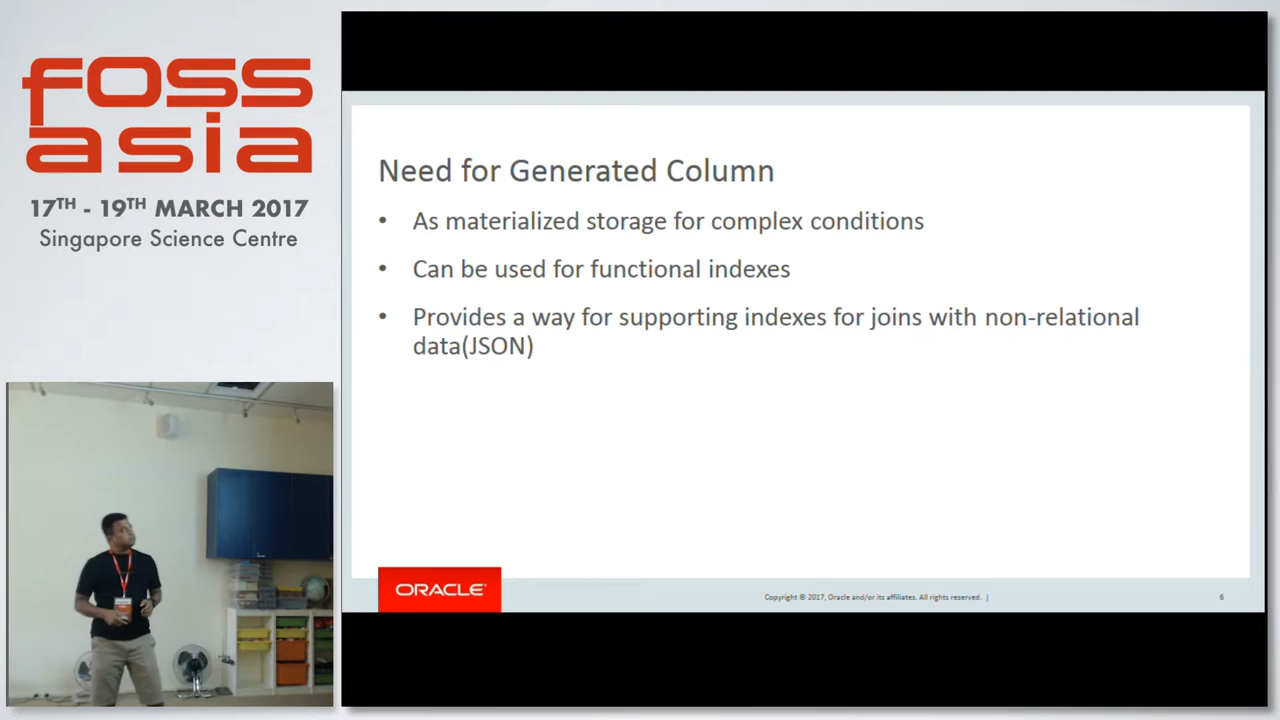 foss
asia
17TH - 19TH MARCH 2017
Singapore Science Centre
Need for Generated Column
• As materialized storage for complex conditions
• Can be used for functional indexes
• Provides a way for supporting indexes for joins with non-relational
data(JSON)
ORACLE®
Copyright © 2017, Oracle and/or its affiliates. All rights reserved. |
6